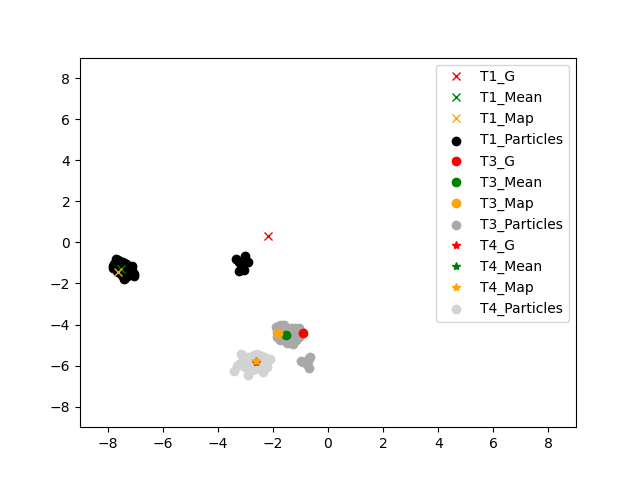 8
6
4
2
0
−2
−4
−6
−8
−8 −6 −4 −2 0 2 4 6 8
T1_G
T1_Mean
T1_Map
T1_Particles
T3_G
T3_Mean
T3_Map
T3_Particles
T4_G
T4_Mean
T4_Map
T4_Particles